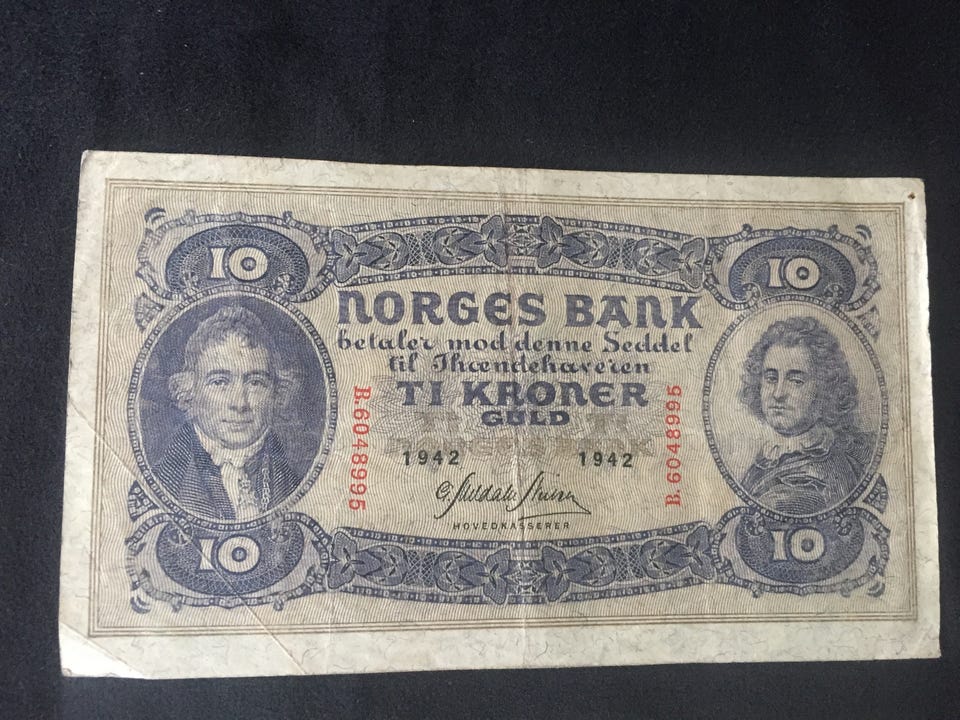 10 10
NORGES BANK
betaler mod denne Seddel
til Ihændehaveren
TI KRONER
GULD
B.6048995
B.6048995
1942 1942
HOVEDKASSERER
10 10